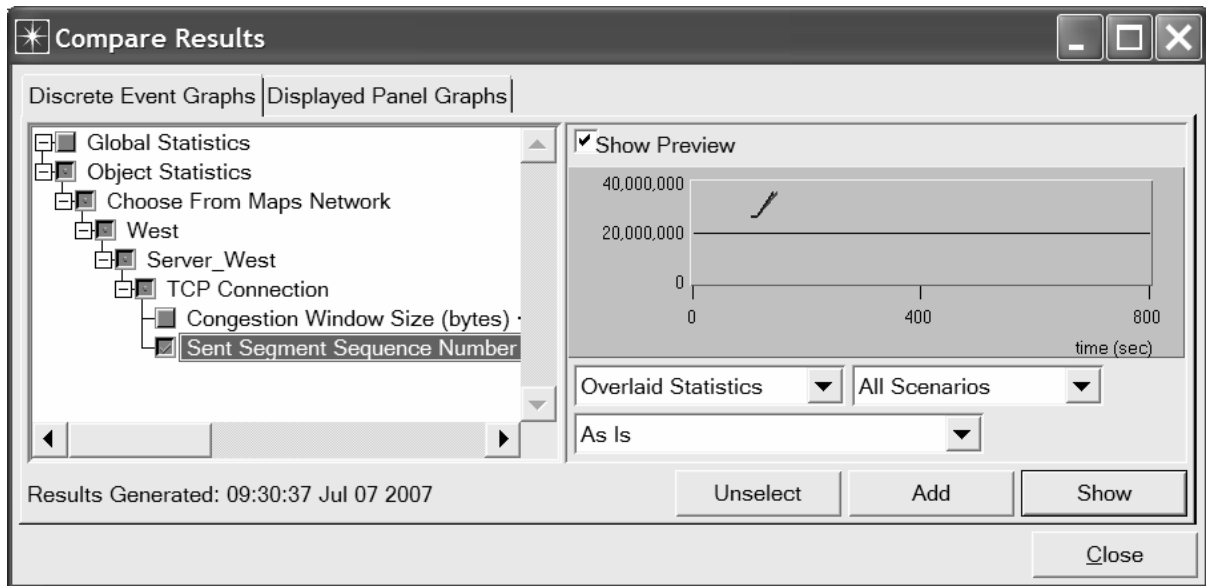 Compare Results
Discrete Event Graphs Displayed Panel Graphs
Global Statistics
Object Statistics
Choose From Maps Network
West
Server_West
TCP Connection
Congestion Window Size (bytes)
Sent Segment Sequence Number
Show Preview
40,000,000
20,000,000
0
0 400 800
time (sec)
Overlaid Statistics All Scenarios
As Is
Results Generated: 09:30:37 Jul 07 2007
Unselect Add Show
Close